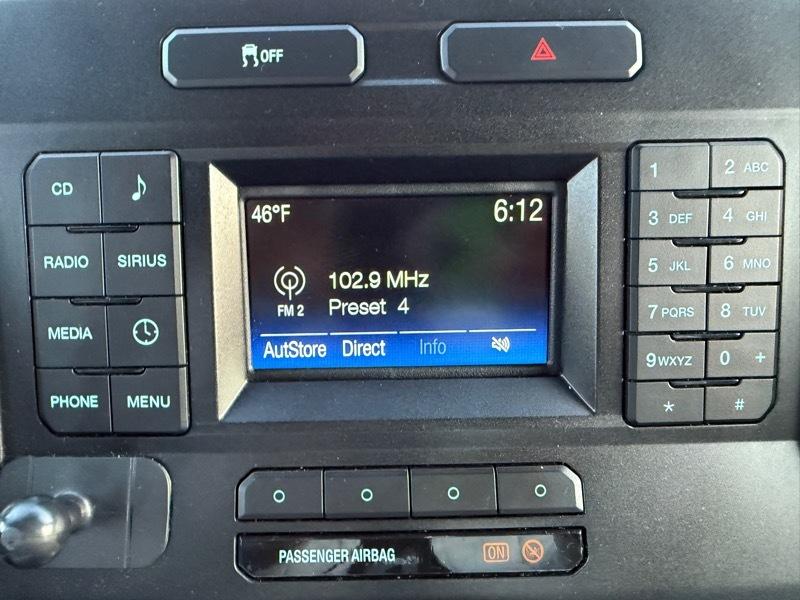 OFF
CD
RADIO SIRIUS
MEDIA
PHONE MENU
46°F 6:12
102.9 MHz
FM 2 Preset 4
AutStore Direct Info
1 2 ABC
3 DEF 4 GHI
5 JKL 6 MNO
7 PQRS 8 TUV
9 WXYZ 0 +
* #
PASSENGER AIRBAG ON